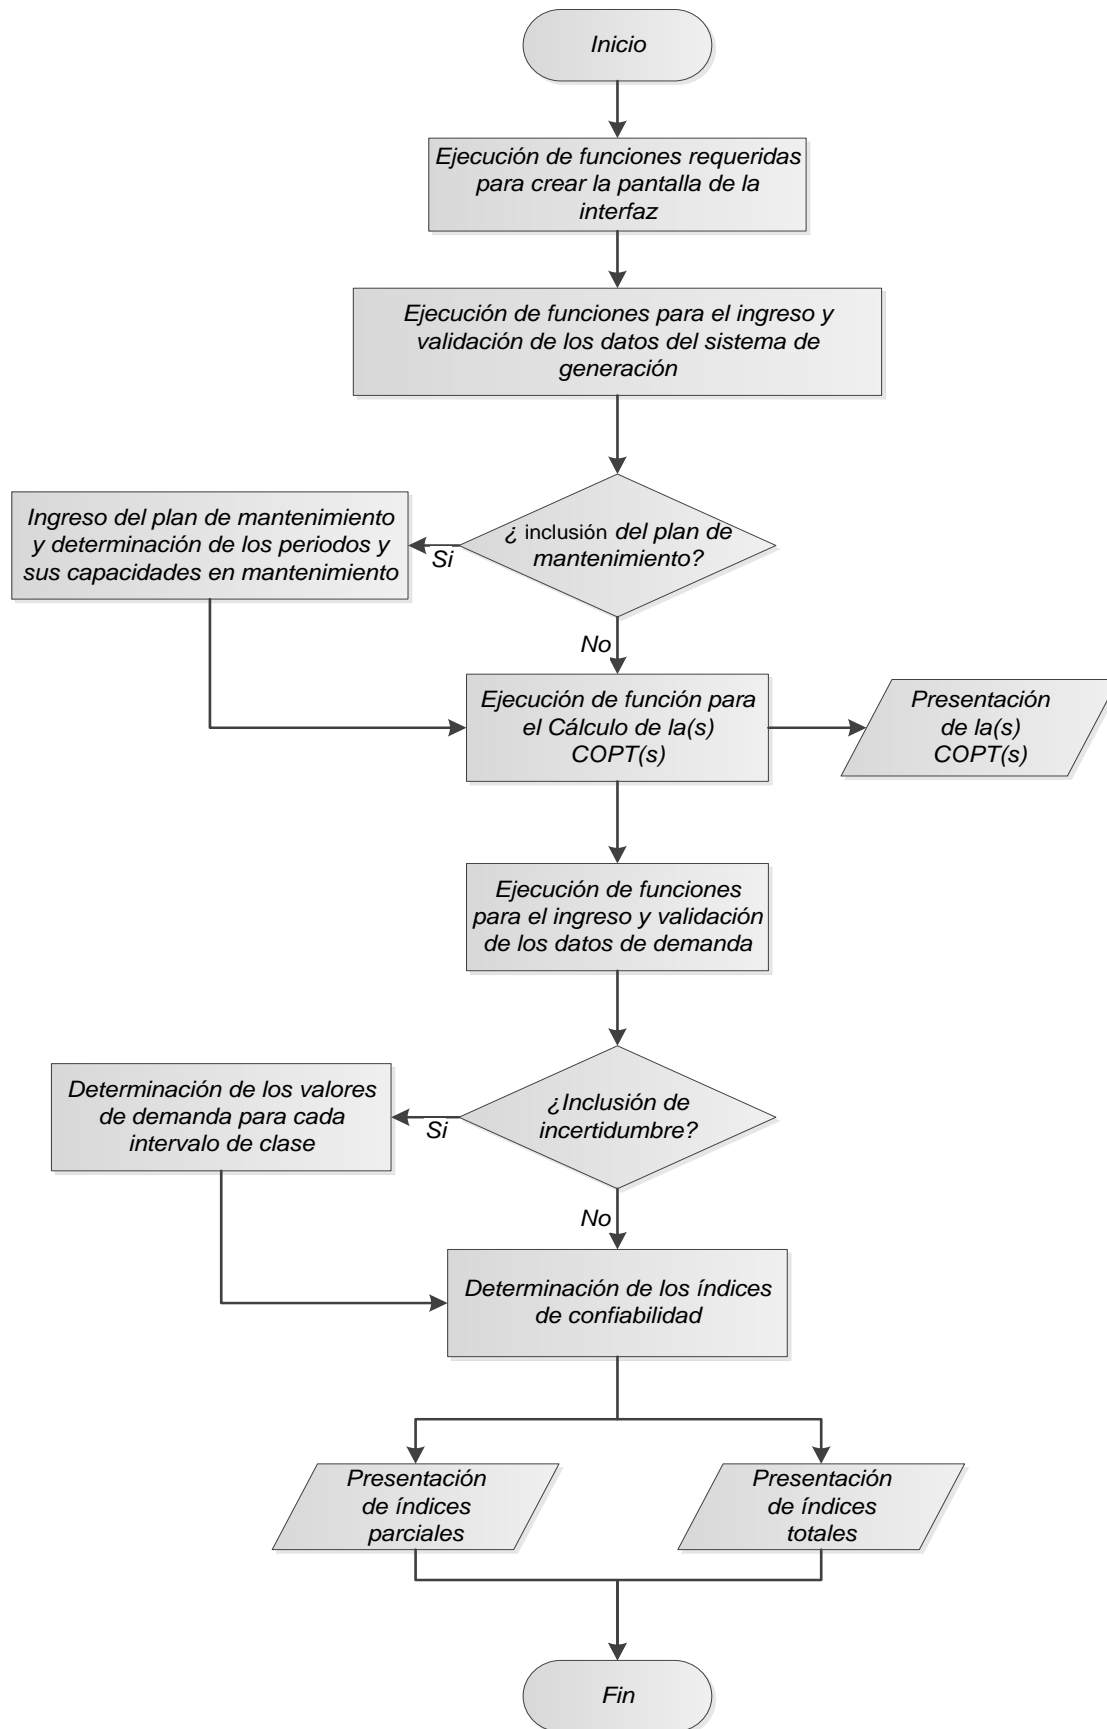 Inicio
Ejecución de funciones requeridas
para crear la pantalla de la
interfaz
Ejecución de funciones para el ingreso y
validación de los datos del sistema de
generación
¿ inclusión del plan de
mantenimiento?
Si
Ingreso del plan de mantenimiento
y determinación de los periodos y
sus capacidades en mantenimiento
No
Ejecución de función para
el Cálculo de la(s)
COPT(s)
Presentación
de la(s)
COPT(s)
Ejecución de funciones
para el ingreso y validación
de los datos de demanda
¿Inclusión de
incertidumbre?
Si
Determinación de los valores
de demanda para cada
intervalo de clase
No
Determinación de los índices
de confiabilidad
Presentación
de índices
parciales
Presentación
de índices
totales
Fin